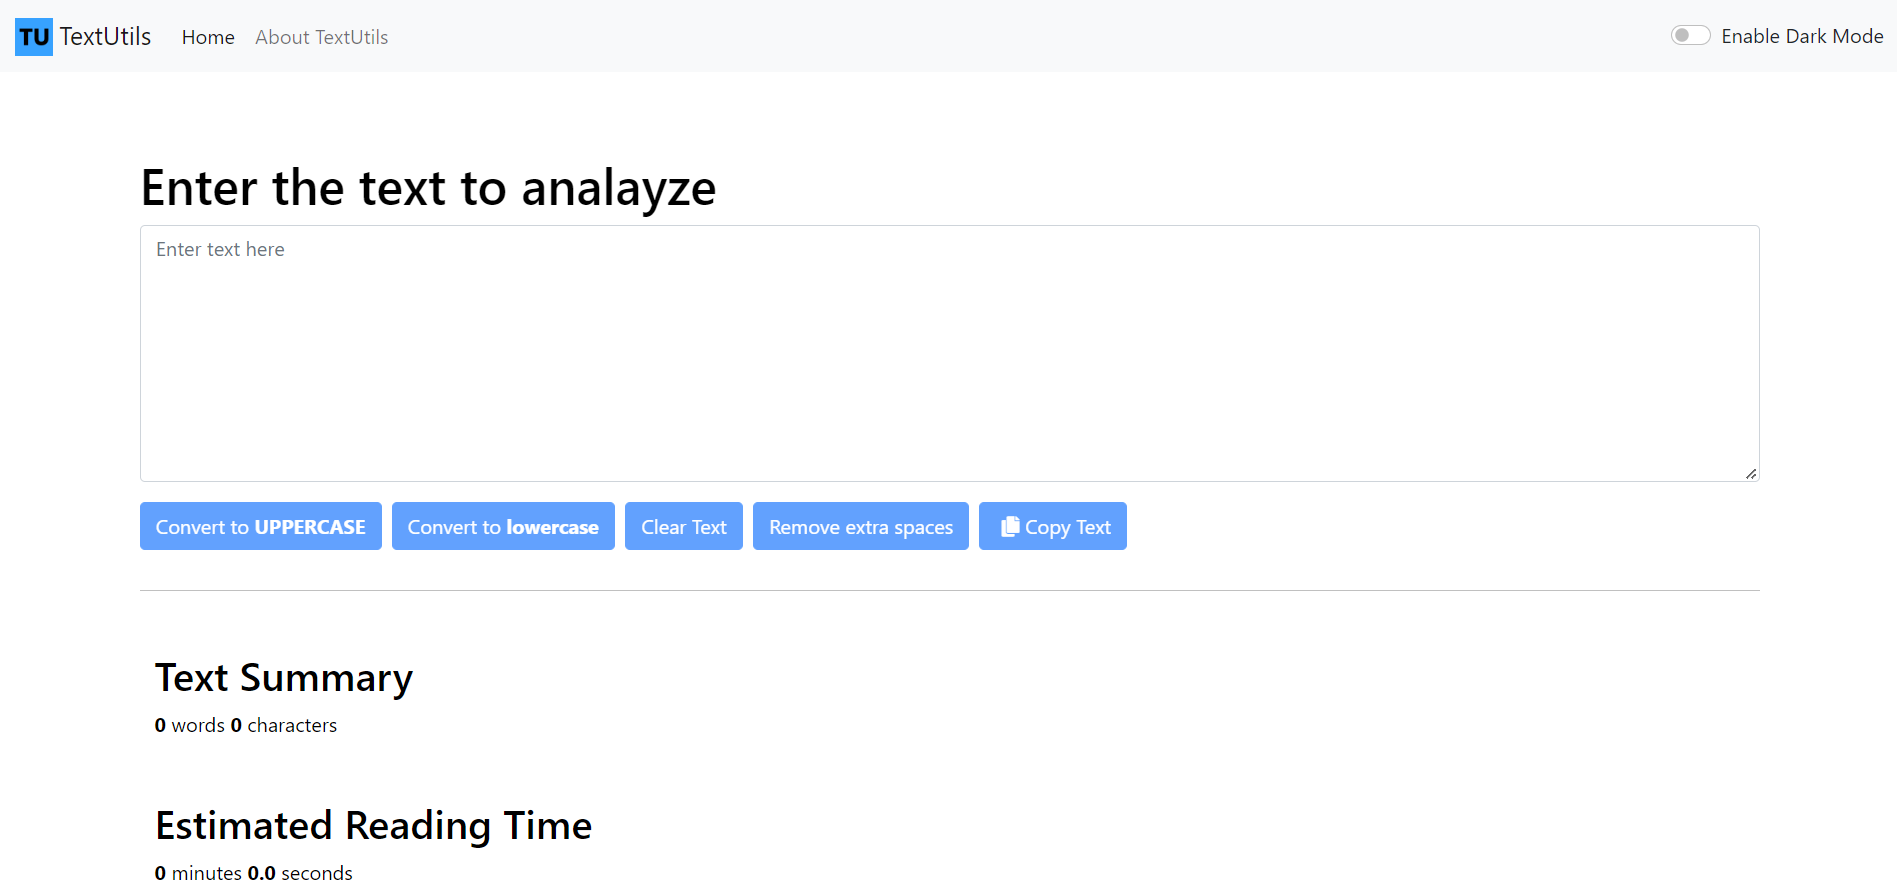 TU TextUtils Home About TextUtils Enable Dark Mode
Enter the text to analayze
Enter text here
Convert to UPPERCASE Convert to lowercase Clear Text Remove extra spaces Copy Text
Text Summary
0 words 0 characters
Estimated Reading Time
0 minutes 0.0 seconds